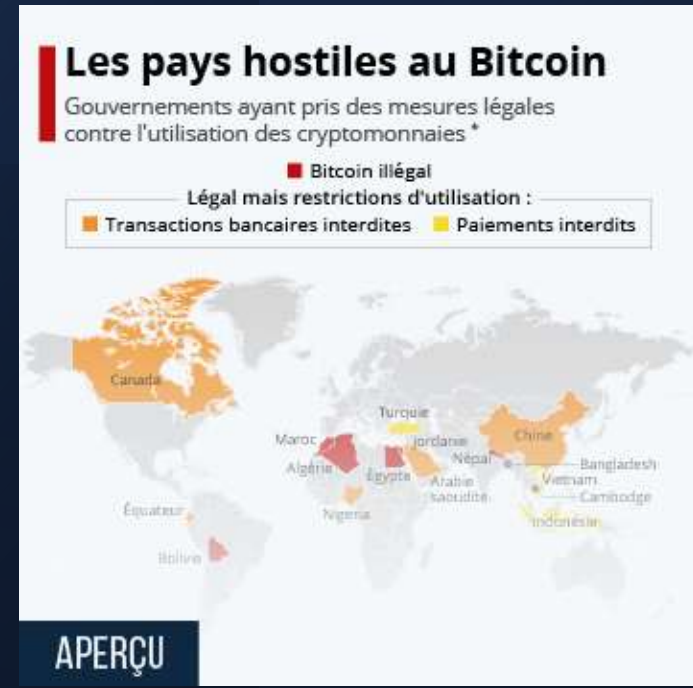 Les pays hostiles au Bitcoin
Gouvernements ayant pris des mesures légales
contre l'utilisation des cryptomonnaies *
Bitcoin illégal
Légal mais restrictions d'utilisation :
Transactions bancaires interdites
Paiements interdits
Canada
Turquie
Maroc
Jordanie
Chine
Algérie
Égypte
Népal
Bangladesh
Arabie
saoudite
Vietnam
Cambodge
Équateur
Nigeria
Indonésie
Bolivie
APERÇU